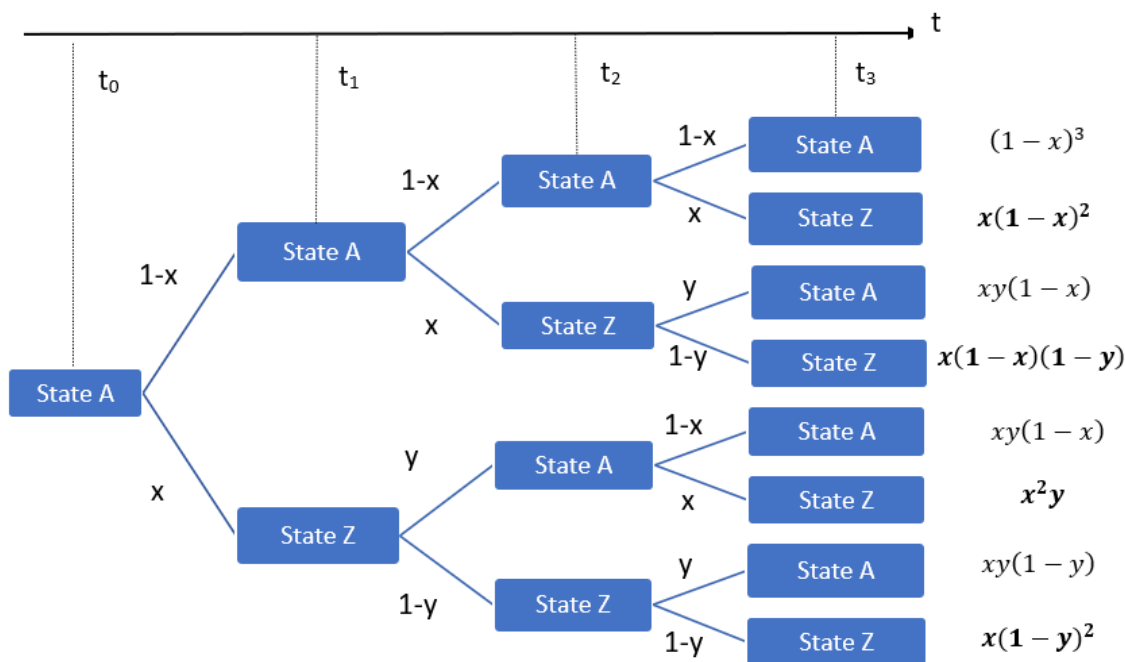 t
t₀
t₁
t₂
t₃
1-x
State A
(1 − x)³
1-x
State A
x
State Z
x(1 − x)²
State A
1-x
y
State A
xy(1 − x)
x
State Z
1-y
State Z
x(1 − x)(1 − y)
State A
1-x
State A
xy(1 − x)
y
State A
x
x
State Z
x²y
State Z
y
State A
xy(1 − y)
1-y
State Z
1-y
State Z
x(1 − y)²